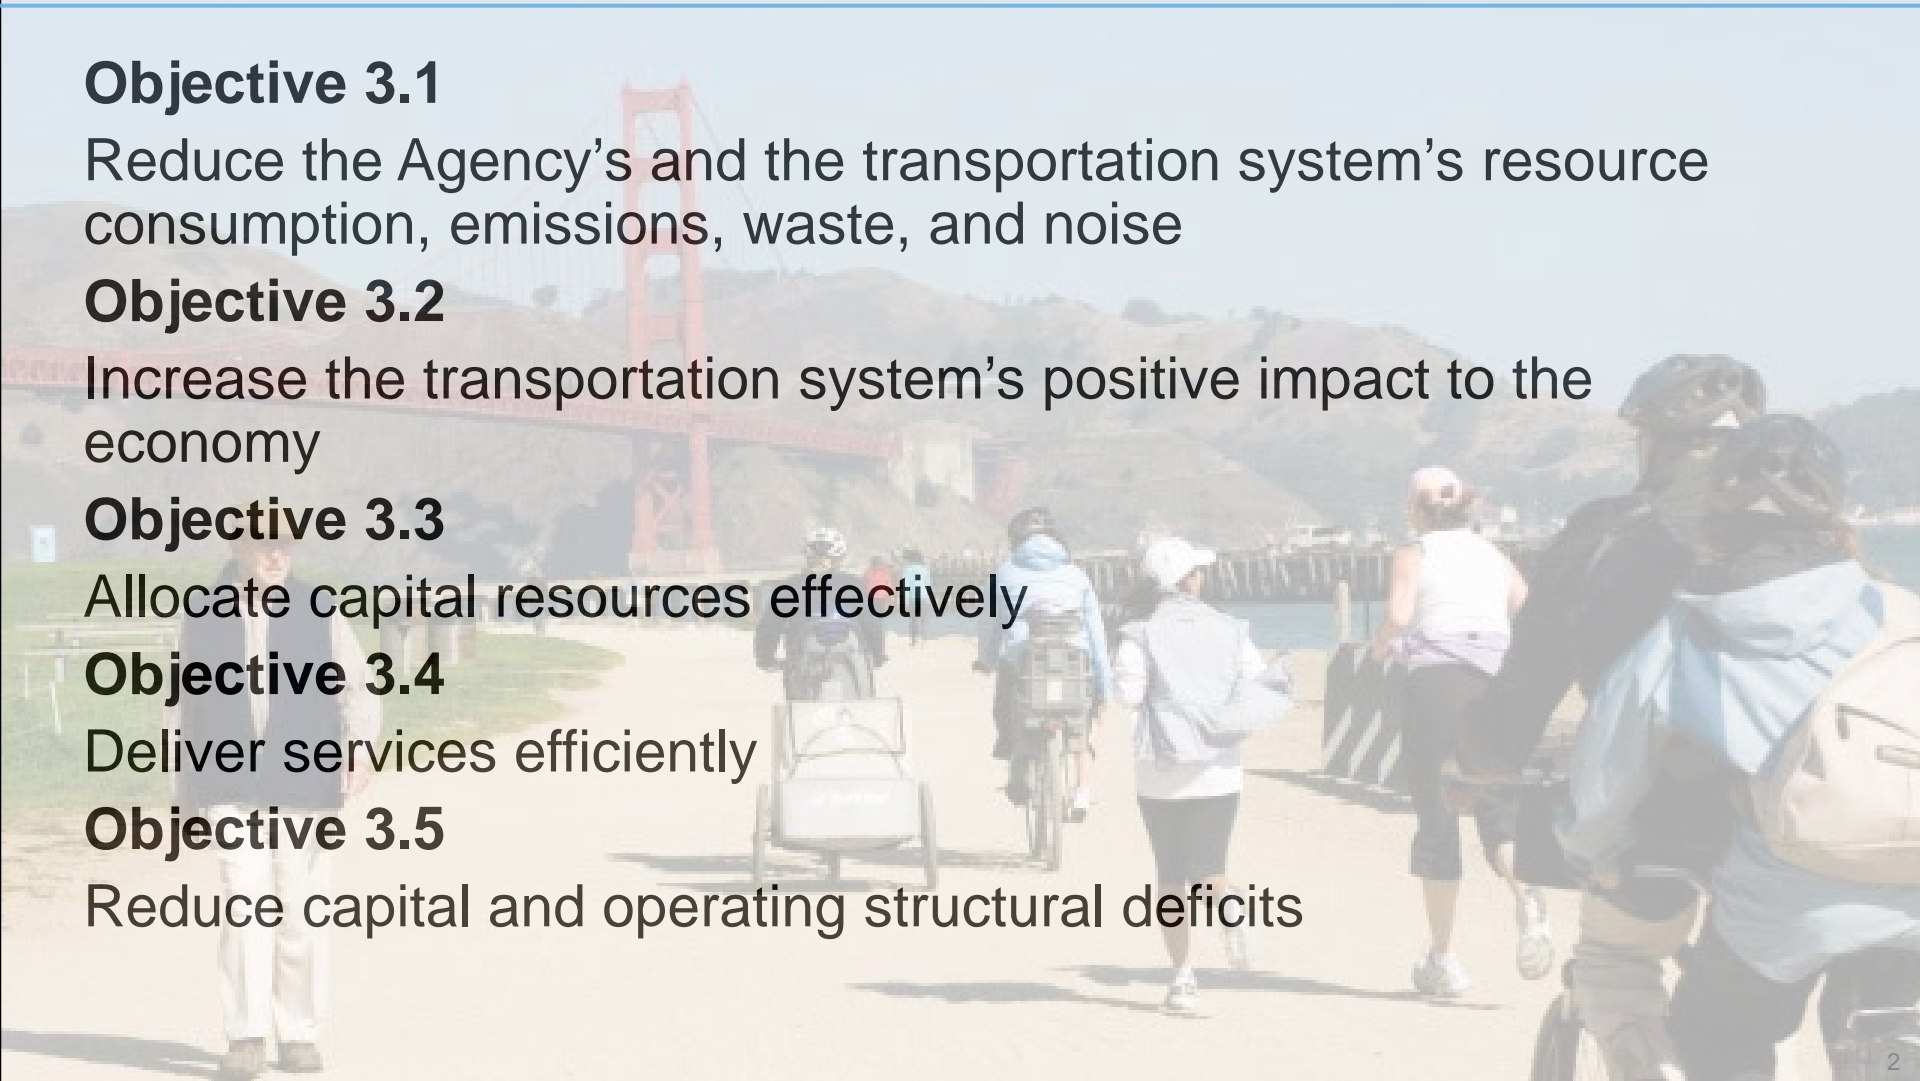 Objective 3.1
Reduce the Agency’s and the transportation system’s resource
consumption, emissions, waste, and noise
Objective 3.2
Increase the transportation system’s positive impact to the
economy
Objective 3.3
Allocate capital resources effectively
Objective 3.4
Deliver services efficiently
Objective 3.5
Reduce capital and operating structural deficits
2